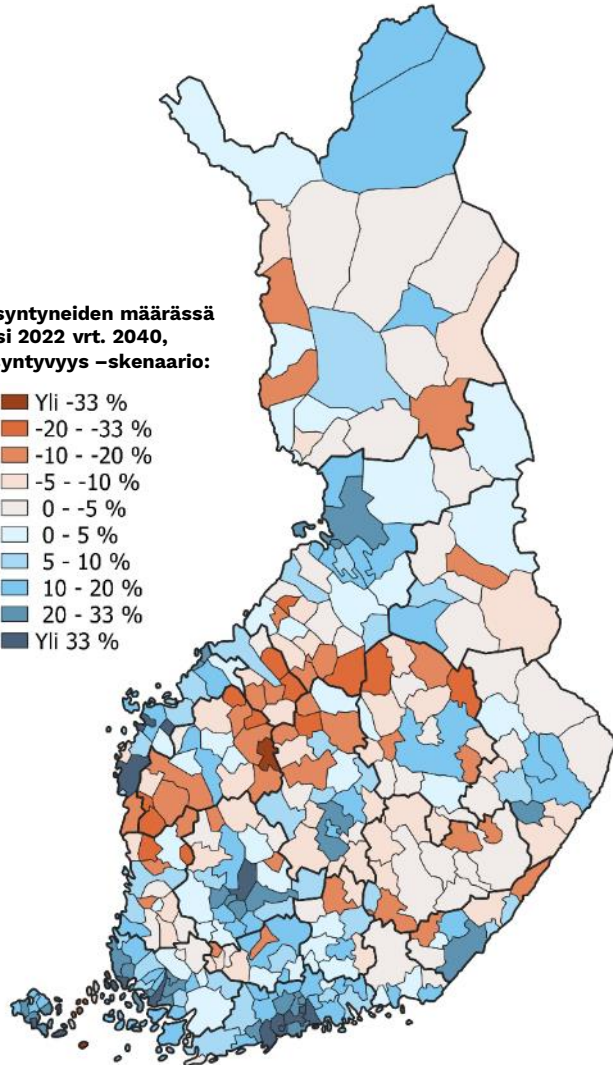 syntyneiden määrässä
si 2022 vrt. 2040,
syntyvyys –skenaario:
Yli -33 %
-20 - -33 %
-10 - -20 %
-5 - -10 %
0 - -5 %
0 - 5 %
5 - 10 %
10 - 20 %
20 - 33 %
Yli 33 %